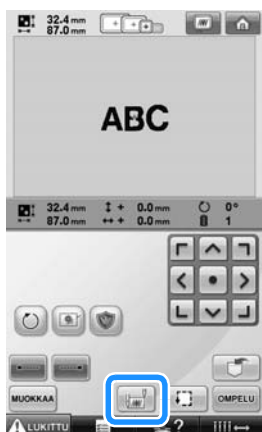 32.4 mm
87.0 mm
ABC
32.4 mm + 0.0 mm 0°
87.0 mm + 0.0 mm 1
MUOKKAA
OMPELU
LUKITTU ?